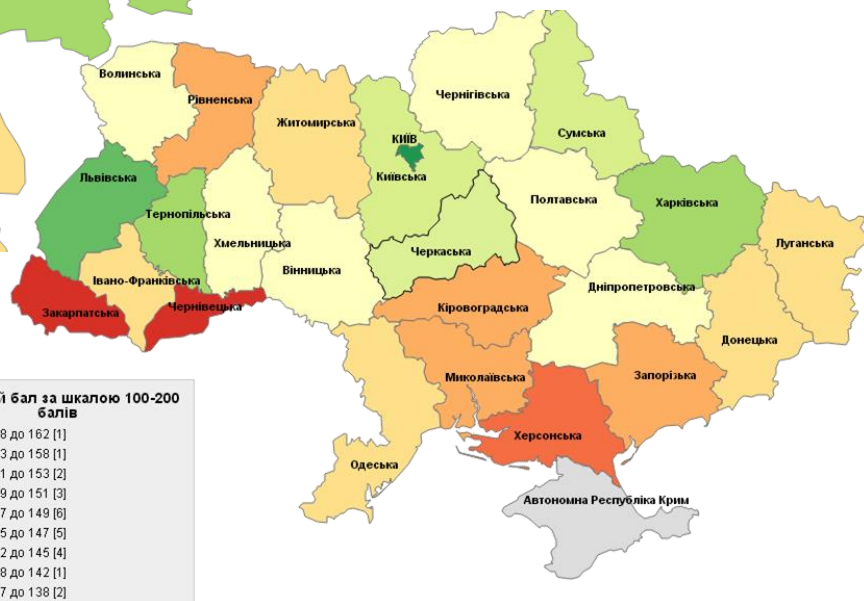 Волинська
Рівненська
Житомирська
КИЇВ
Київська
Чернігівська
Сумська
Львівська
Тернопільська
Хмельницька
Вінницька
Черкаська
Полтавська
Харківська
Луганська
Івано-Франківська
Закарпатська
Чернівецька
Кіровоградська
Дніпропетровська
Донецька
Миколаївська
Запорізька
Херсонська
Одеська
Автономна Республіка Крим
й бал за шкалою 100-200
балів
8 до 162 [1]
3 до 158 [1]
1 до 153 [2]
9 до 151 [3]
7 до 149 [6]
5 до 147 [5]
2 до 145 [4]
8 до 142 [1]
7 до 138 [2]